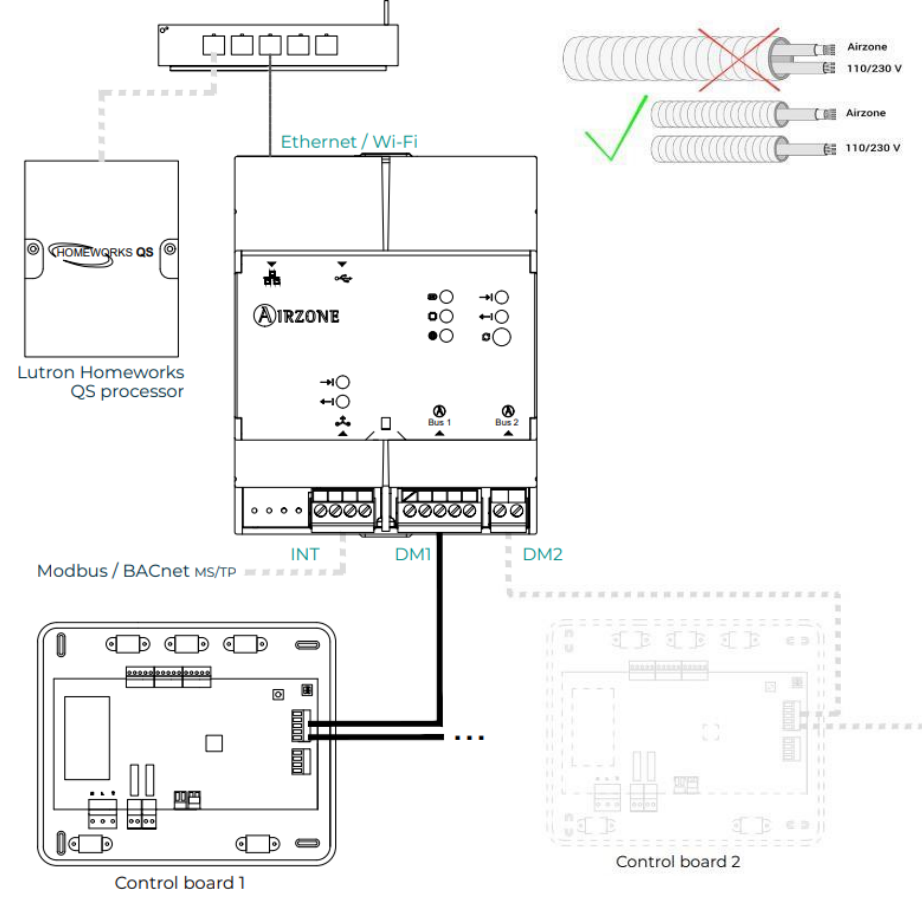 Airzone
110/230 V
Airzone
110/230 V
Ethernet / Wi-Fi
HOMEWORKS QS
AIRZONE
Lutron Homeworks
QS processor
Bus 1
Bus 2
INT
DM1
DM2
Modbus / BACnet MS/TP
...
Control board 1
Control board 2